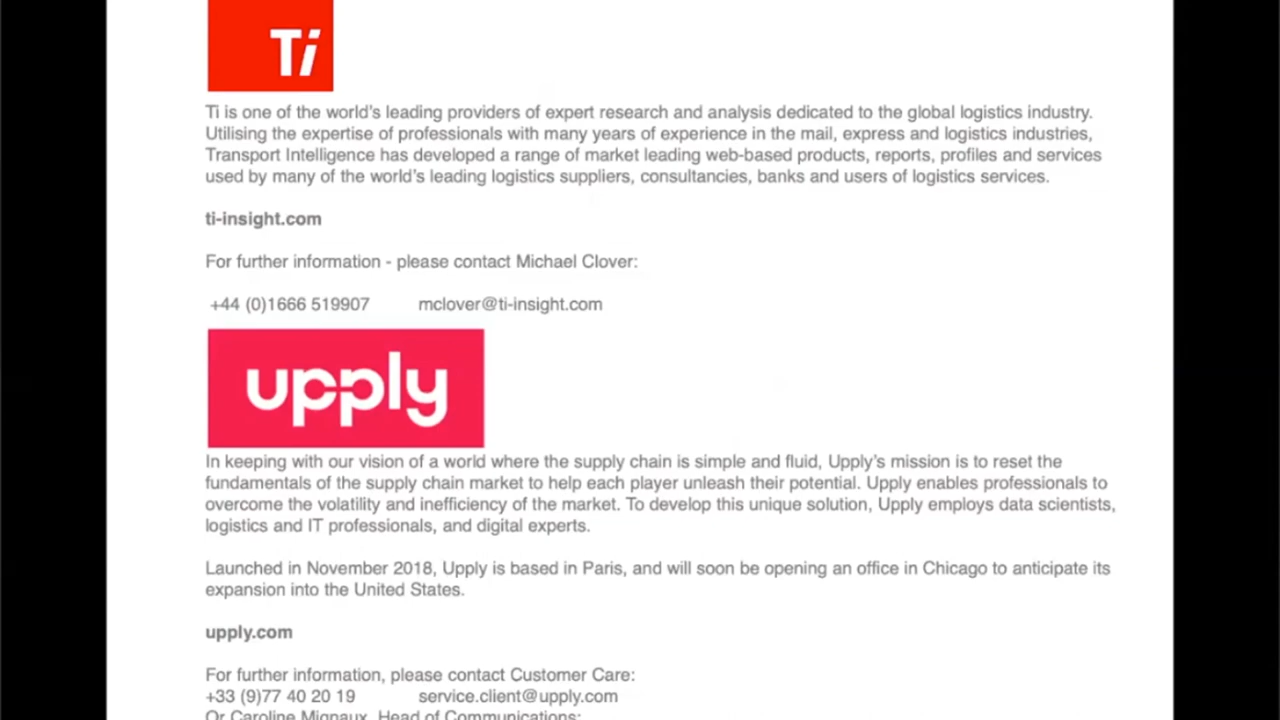 Ti
Ti is one of the world's leading providers of expert research and analysis dedicated to the global logistics industry.
Utilising the expertise of professionals with many years of experience in the mail, express and logistics industries,
Transport Intelligence has developed a range of market leading web-based products, reports, profiles and services
used by many of the world's leading logistics suppliers, consultancies, banks and users of logistics services.
ti-insight.com
For further information - please contact Michael Clover:
+44 (0)1666 519907 mclover@ti-insight.com
upply
In keeping with our vision of a world where the supply chain is simple and fluid, Upply's mission is to reset the
fundamentals of the supply chain market to help each player unleash their potential. Upply enables professionals to
overcome the volatility and inefficiency of the market. To develop this unique solution, Upply employs data scientists,
logistics and IT professionals, and digital experts.
Launched in November 2018, Upply is based in Paris, and will soon be opening an office in Chicago to anticipate its
expansion into the United States.
upply.com
For further information, please contact Customer Care:
+33 (9)77 40 20 19 service.client@upply.com
Or Caroline Mignaux, Head of Communications: